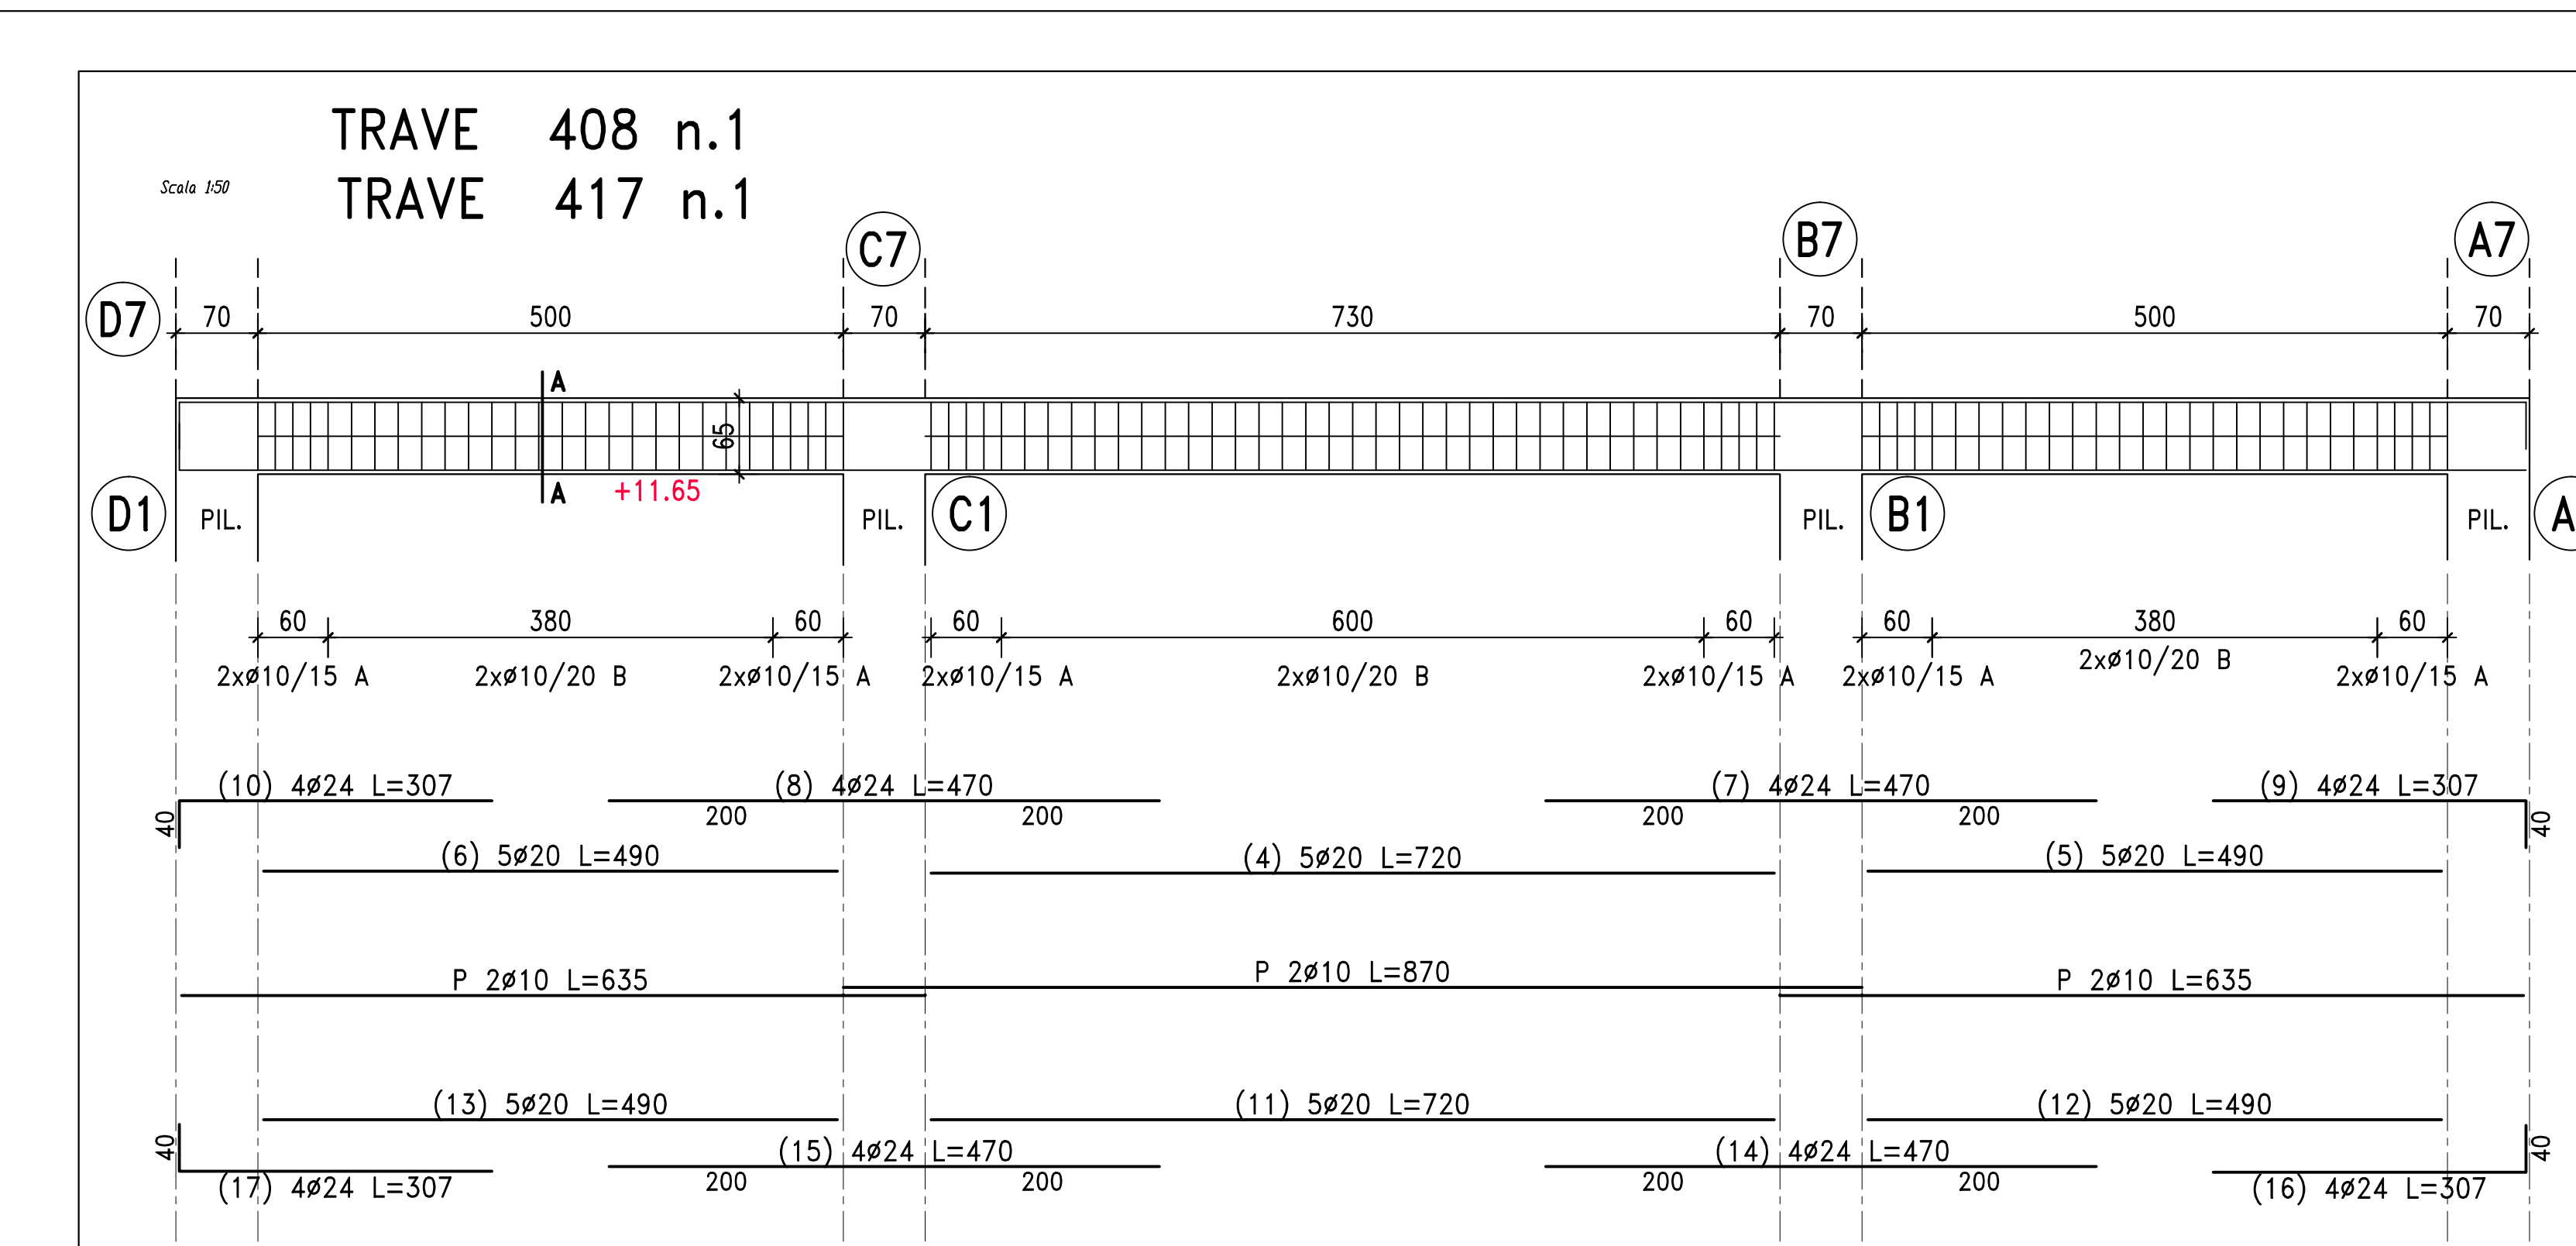 TRAVE 408 n.1
Scala 1:50
TRAVE 417 n.1
C7 B7 A7
D7 70 500 70 730 70 500 70
A
65
A +11.65
D1 PIL. PIL. C1 PIL. B1 PIL. A
60 380 60 60 600 60 60 380 60
2xø10/15 A 2xø10/20 B 2xø10/15 A 2xø10/15 A 2xø10/20 B 2xø10/15 A 2xø10/15 A 2xø10/20 B 2xø10/15 A
(10) 4ø24 L=307 (8) 4ø24 L=470 (7) 4ø24 L=470 (9) 4ø24 L=307
40 200 200 200 200 40
(6) 5ø20 L=490 (4) 5ø20 L=720 (5) 5ø20 L=490
P 2ø10 L=635 P 2ø10 L=870 P 2ø10 L=635
(13) 5ø20 L=490 (11) 5ø20 L=720 (12) 5ø20 L=490
40 (15) 4ø24 L=470 (14) 4ø24 L=470 40
(17) 4ø24 L=307 200 200 200 200 (16) 4ø24 L=307